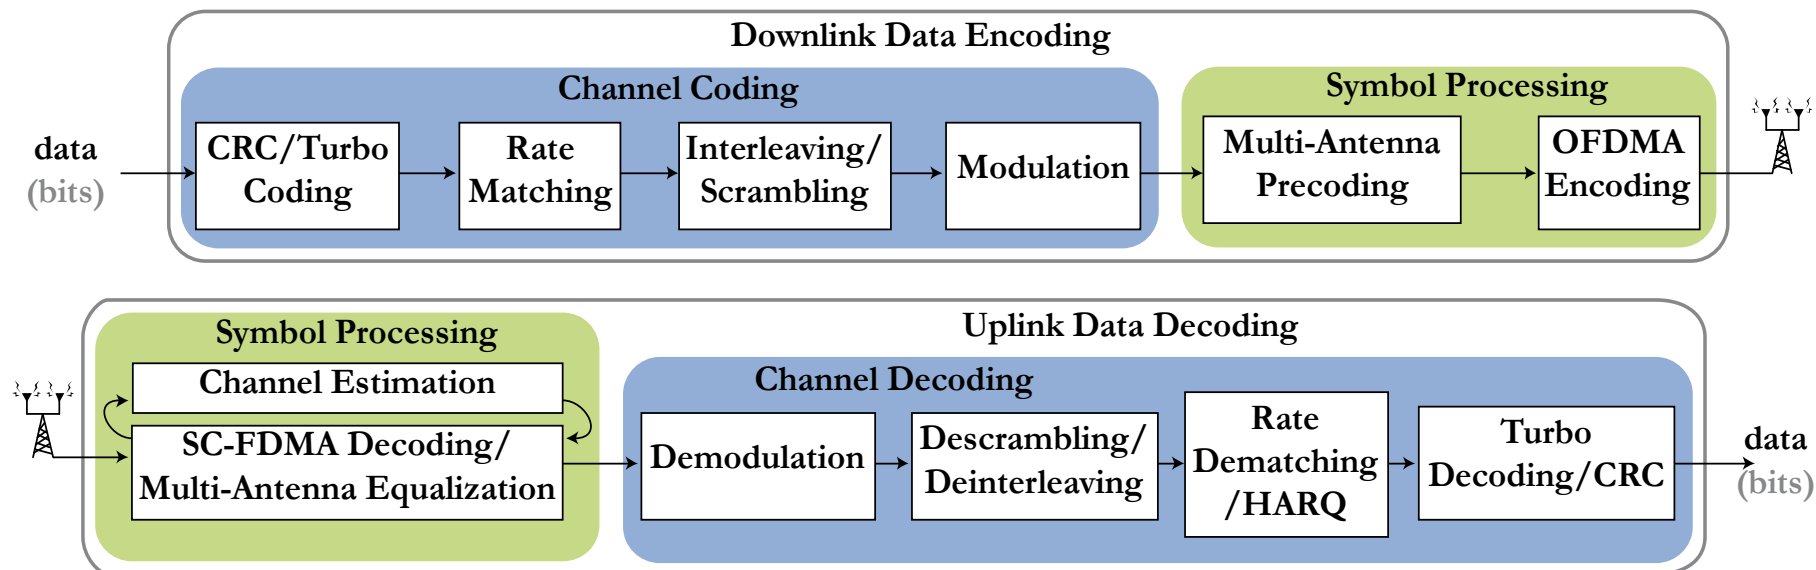 Downlink Data Encoding
Channel Coding
Symbol Processing
data
(bits)
CRC/Turbo
Coding
Rate
Matching
Interleaving/
Scrambling
Modulation
Multi-Antenna
Precoding
OFDMA
Encoding
Symbol Processing
Uplink Data Decoding
Channel Estimation
SC-FDMA Decoding/
Multi-Antenna Equalization
Channel Decoding
Demodulation
Descrambling/
Deinterleaving
Rate
Dematching
/HARQ
Turbo
Decoding/CRC
data
(bits)